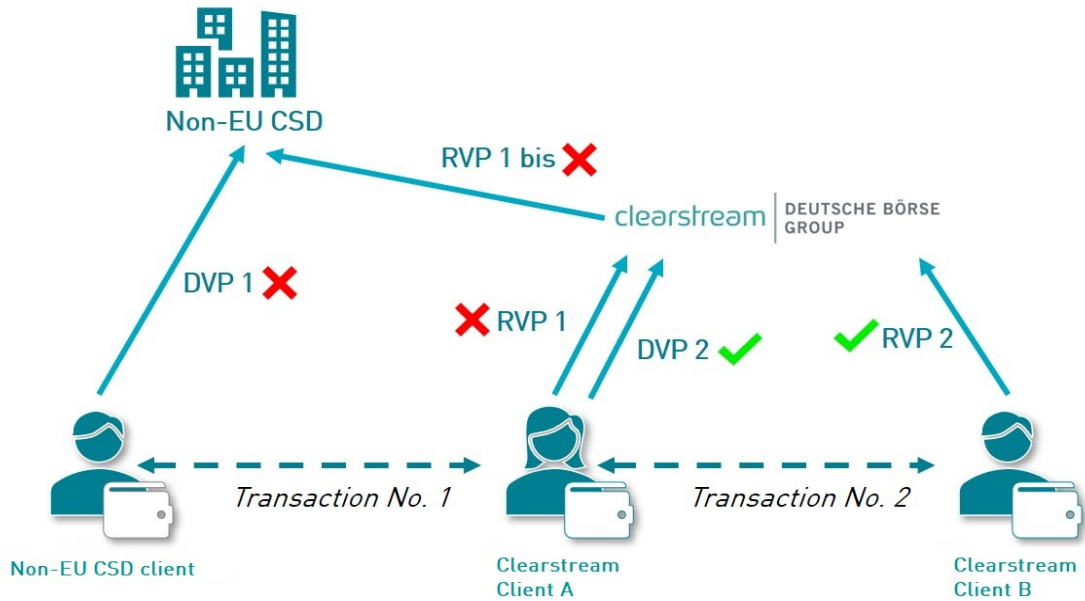 Non-EU CSD
RVP 1 bis
clearstream
DEUTSCHE BÖRSE
GROUP
DVP 1
RVP 1
DVP 2
RVP 2
Transaction No. 1
Transaction No. 2
Non-EU CSD client
Clearstream
Client A
Clearstream
Client B